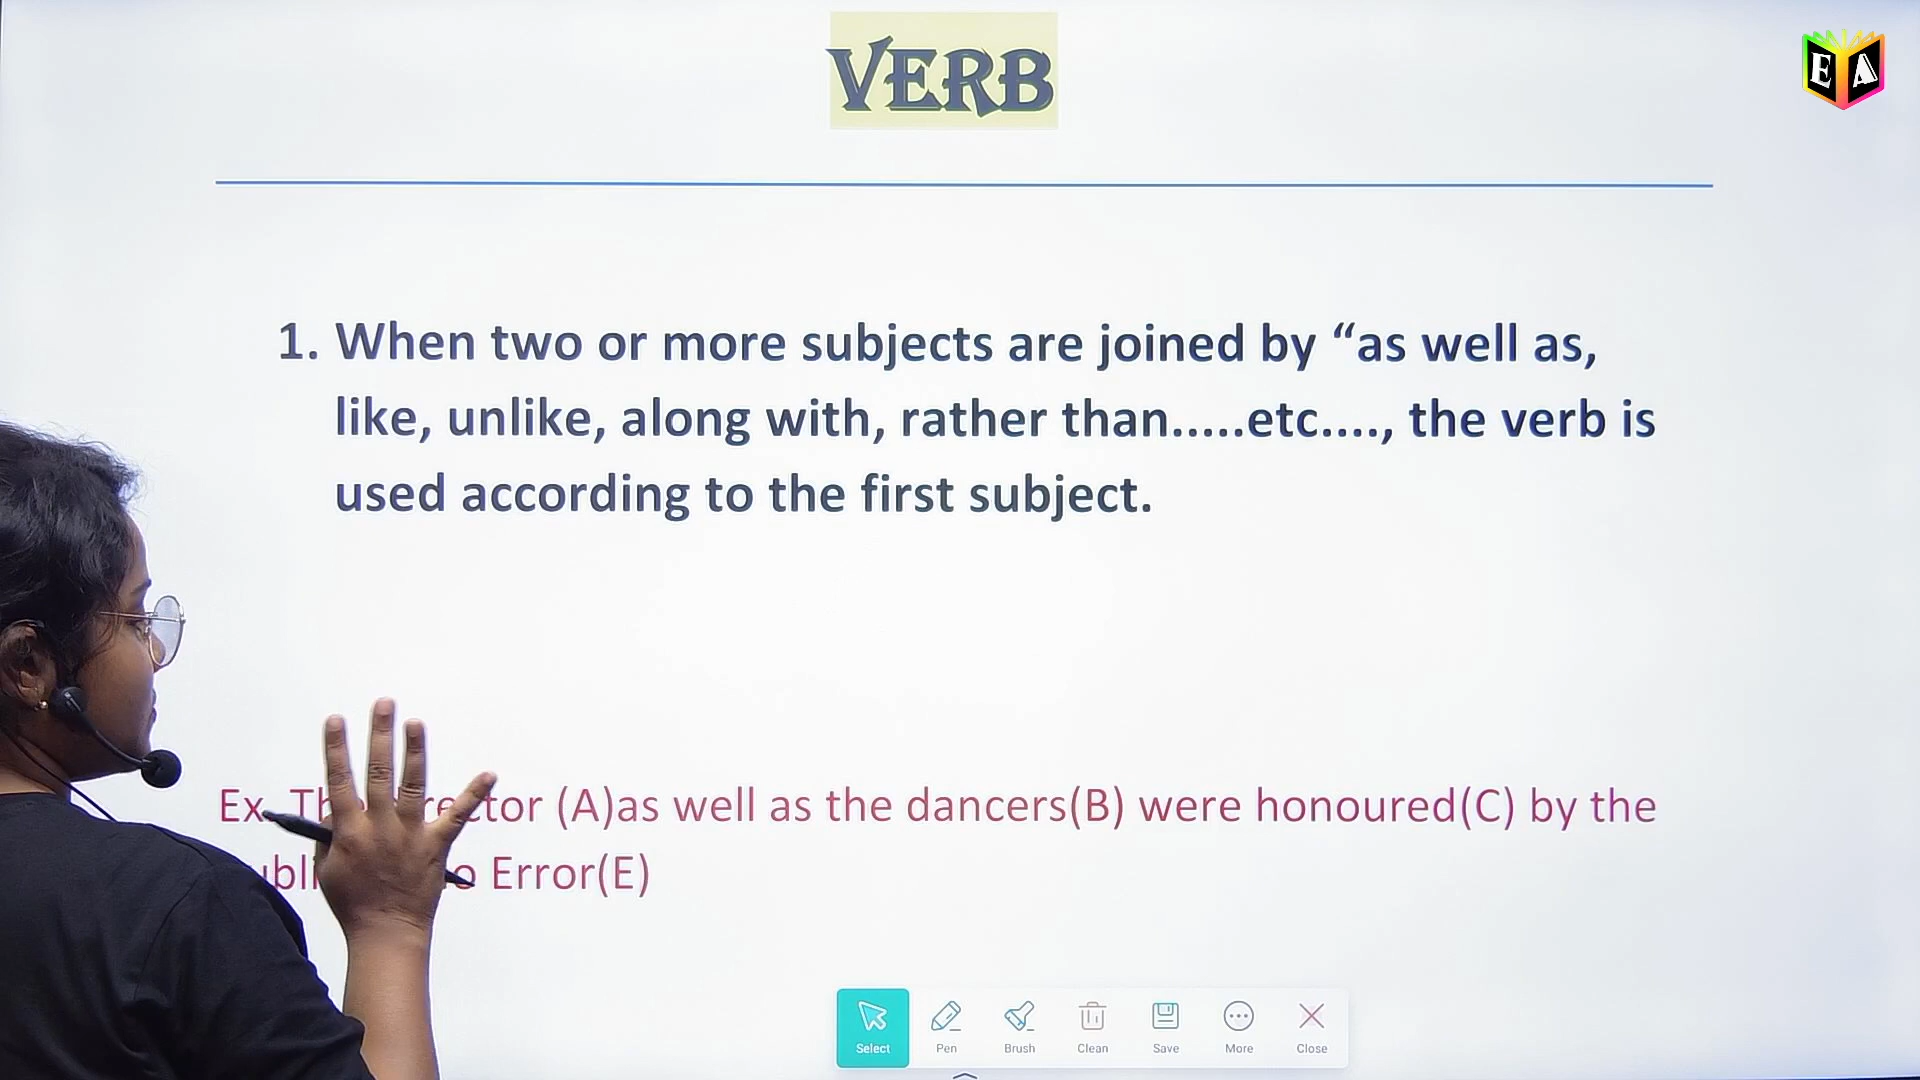 VERB
EA
1. When two or more subjects are joined by “as well as,
like, unlike, along with, rather than.....etc...., the verb is
used according to the first subject.
Ex. (A)as well as the dancers(B) were honoured(C) by the
Error(E)
Select Pen Brush Clean Save More Close